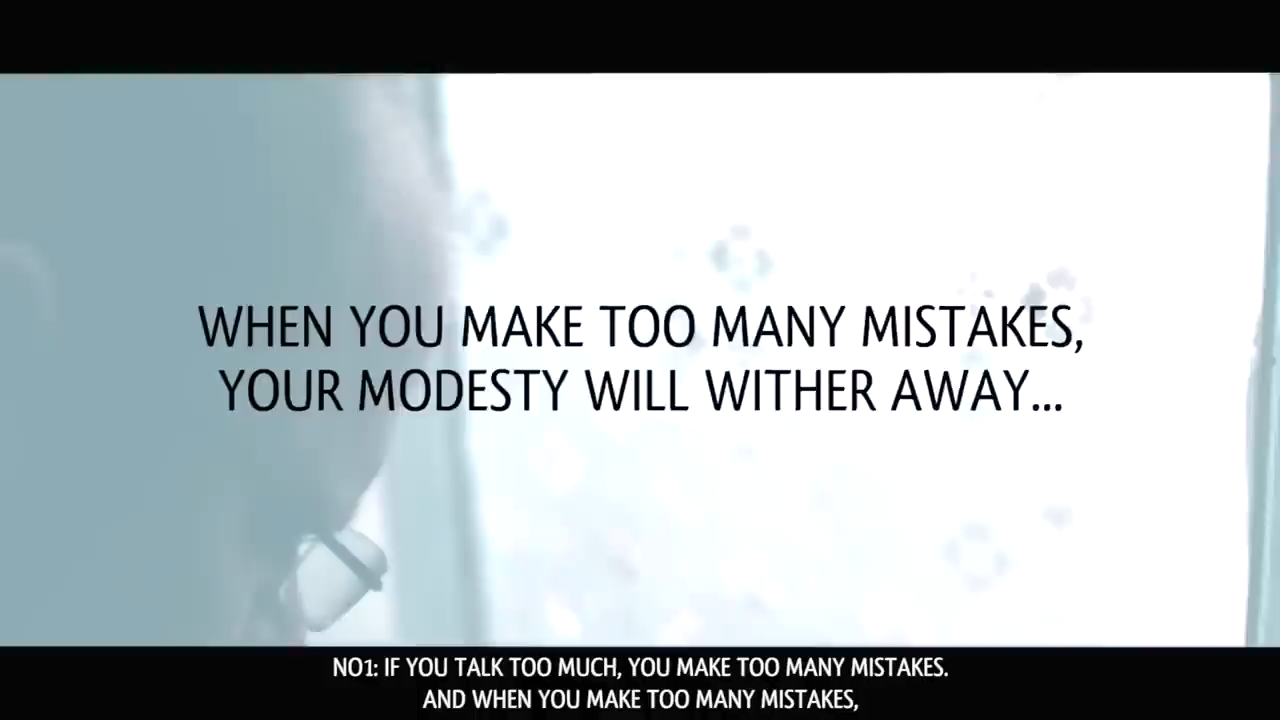 WHEN YOU MAKE TOO MANY MISTAKES,
YOUR MODESTY WILL WITHER AWAY...
NO1: IF YOU TALK TOO MUCH, YOU MAKE TOO MANY MISTAKES.
AND WHEN YOU MAKE TOO MANY MISTAKES,